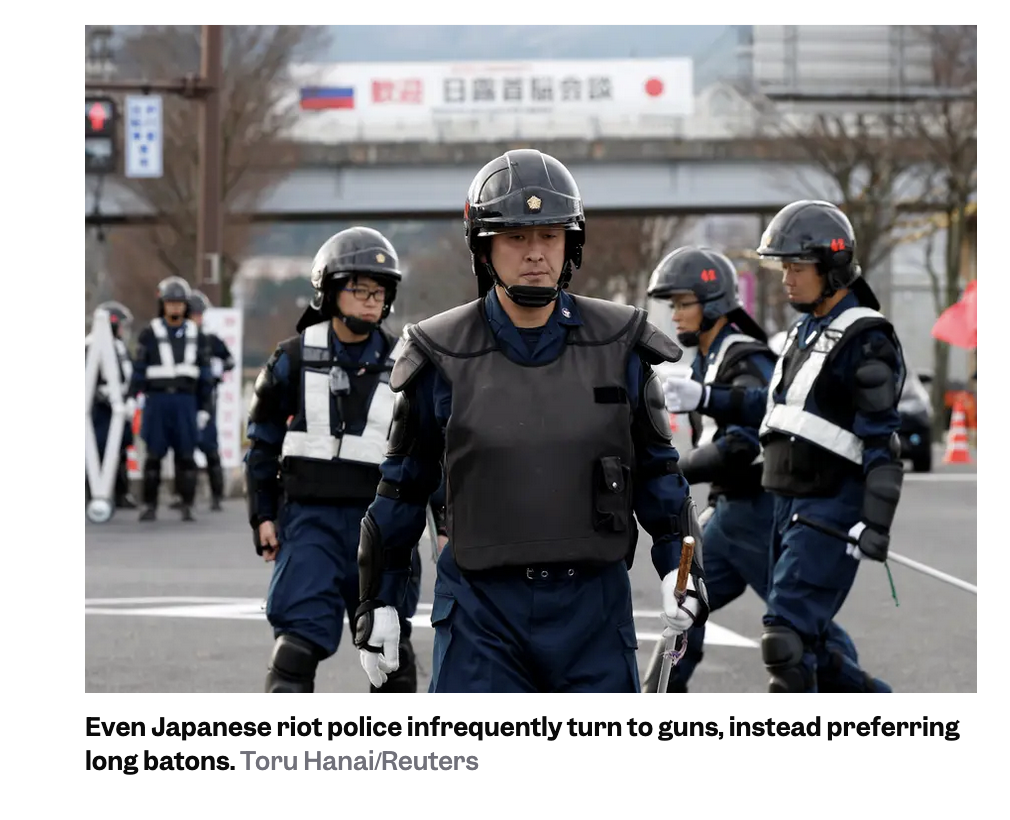 歓迎 日露首脳会談
Even Japanese riot police infrequently turn to guns, instead preferring
long batons. Toru Hanai/Reuters